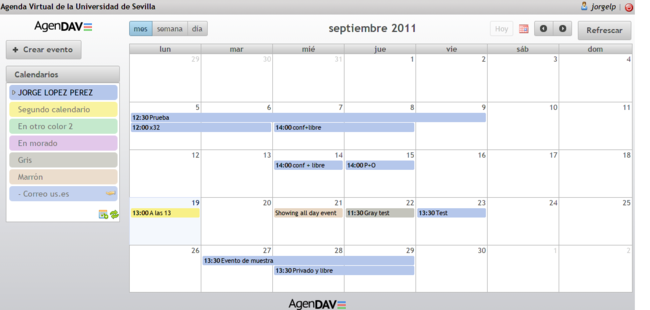 Agenda Virtual de la Universidad de Sevilla
jorgelp
AgenDAV
mes semana día
septiembre 2011
Hoy
Refrescar
+ Crear evento
Calendarios
JORGE LOPEZ PEREZ
Segundo calendario
En otro color 2
En morado
Gris
Marrón
- Correo us.es
lun mar mié jue vie sáb dom
29 30 31 1 2 3 4
5 6 7 8 9 10 11
12:30 Prueba
12:00 x32 14:00 conf+libre
12 13 14 15 16 17 18
14:00 conf + libre 14:00 P+O
19 20 21 22 23 24 25
13:00 A las 13 Showing all day event 11:30 Gray test 13:30 Test
26 27 28 29 30 1 2
13:30 Evento de muestra
13:30 Privado y libre
AgenDAV